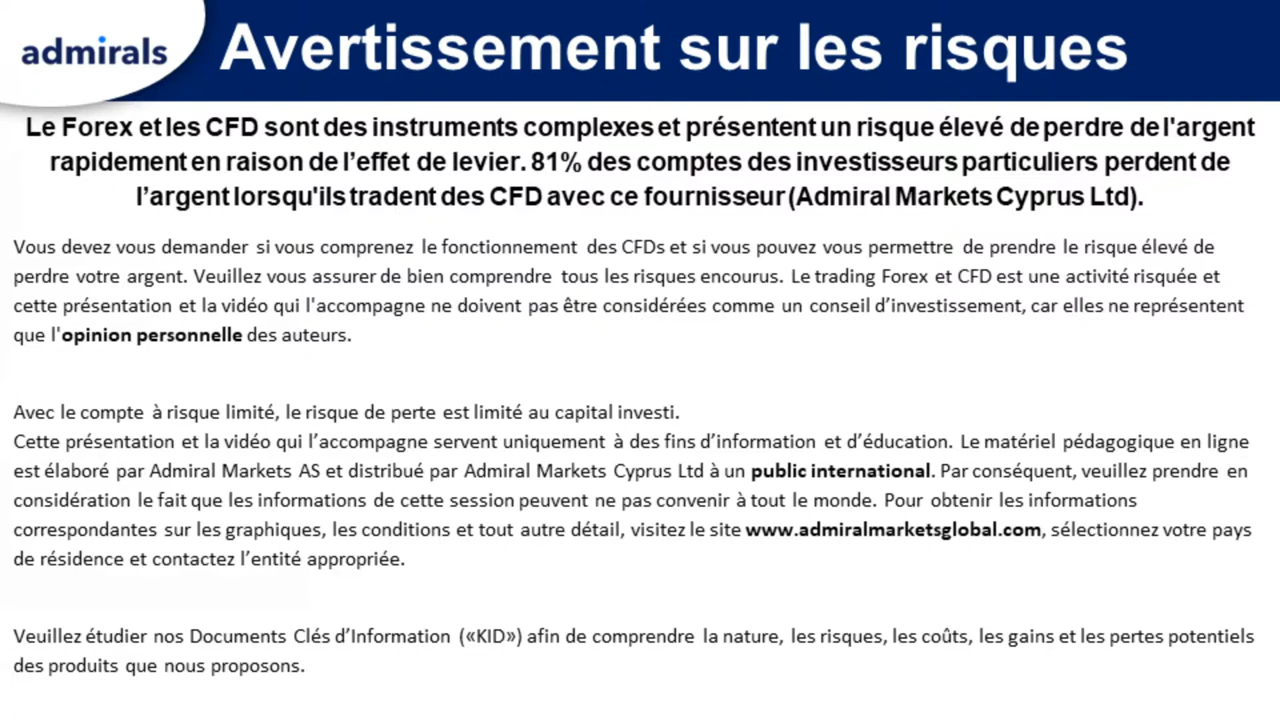 admirals
Avertissement sur les risques
Le Forex et les CFD sont des instruments complexes et présentent un risque élevé de perdre de l'argent
rapidement en raison de l’effet de levier. 81% des comptes des investisseurs particuliers perdent de
l’argent lorsqu'ils tradent des CFD avec ce fournisseur (Admiral Markets Cyprus Ltd).
Vous devez vous demander si vous comprenez le fonctionnement des CFDs et si vous pouvez vous permettre de prendre le risque élevé de
perdre votre argent. Veuillez vous assurer de bien comprendre tous les risques encourus. Le trading Forex et CFD est une activité risquée et
cette présentation et la vidéo qui l'accompagne ne doivent pas être considérées comme un conseil d’investissement, car elles ne représentent
que l'opinion personnelle des auteurs.
Avec le compte à risque limité, le risque de perte est limité au capital investi.
Cette présentation et la vidéo qui l’accompagne servent uniquement à des fins d’information et d’éducation. Le matériel pédagogique en ligne
est élaboré par Admiral Markets AS et distribué par Admiral Markets Cyprus Ltd à un public international. Par conséquent, veuillez prendre en
considération le fait que les informations de cette session peuvent ne pas convenir à tout le monde. Pour obtenir les informations
correspondantes sur les graphiques, les conditions et tout autre détail, visitez le site www.admiralmarketsglobal.com, sélectionnez votre pays
de résidence et contactez l’entité appropriée.
Veuillez étudier nos Documents Clés d’Information («KID») afin de comprendre la nature, les risques, les coûts, les gains et les pertes potentiels
des produits que nous proposons.